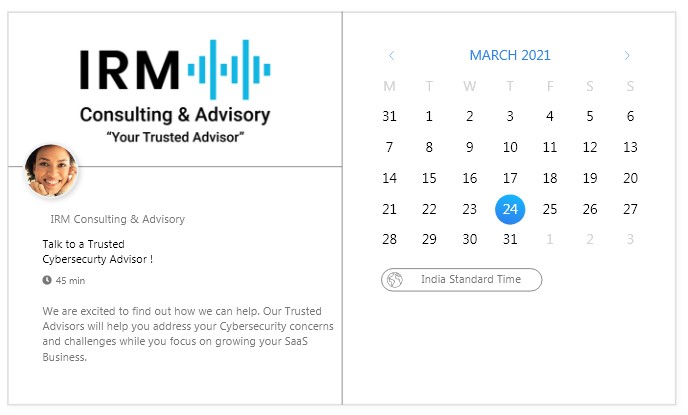 IRM
Consulting & Advisory
“Your Trusted Advisor”
IRM Consulting & Advisory
Talk to a Trusted
Cybersecurty Advisor !
45 min
We are excited to find out how we can help. Our Trusted
Advisors will help you address your Cybersecurity concerns
and challenges while you focus on growing your SaaS
Business.
MARCH 2021
M T W T F S S
31 1 2 3 4 5 6
7 8 9 10 11 12 13
14 15 16 17 18 19 20
21 22 23 24 25 26 27
28 29 30 31 1 2 3
India Standard Time